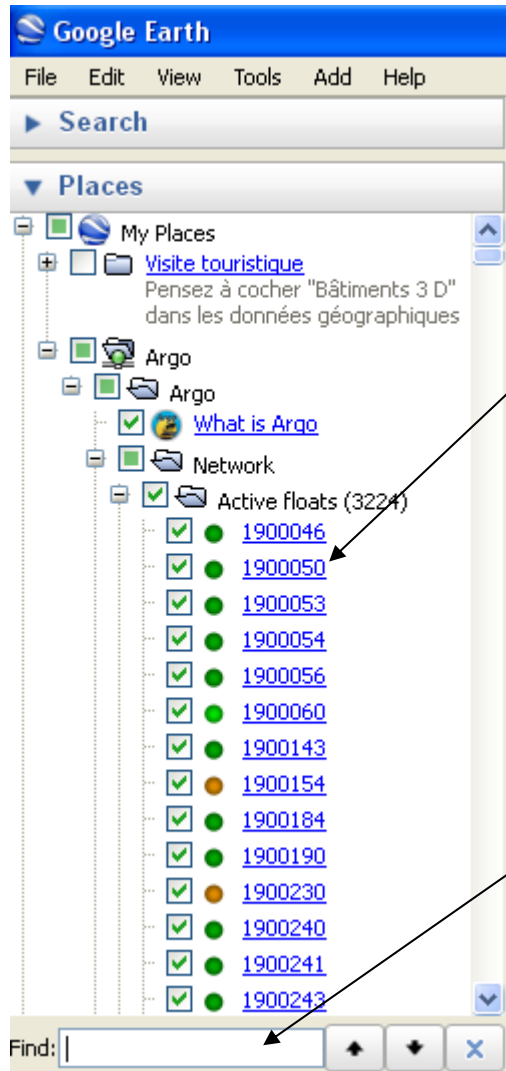 Google Earth
File Edit View Tools Add Help
Search
Places
My Places
Visite touristique
Pensez à cocher "Bâtiments 3 D"
dans les données géographiques
Argo
Argo
What is Argo
Network
Active floats (3224)
1900046
1900050
1900053
1900054
1900056
1900060
1900143
1900154
1900184
1900190
1900230
1900240
1900241
1900243
Find: